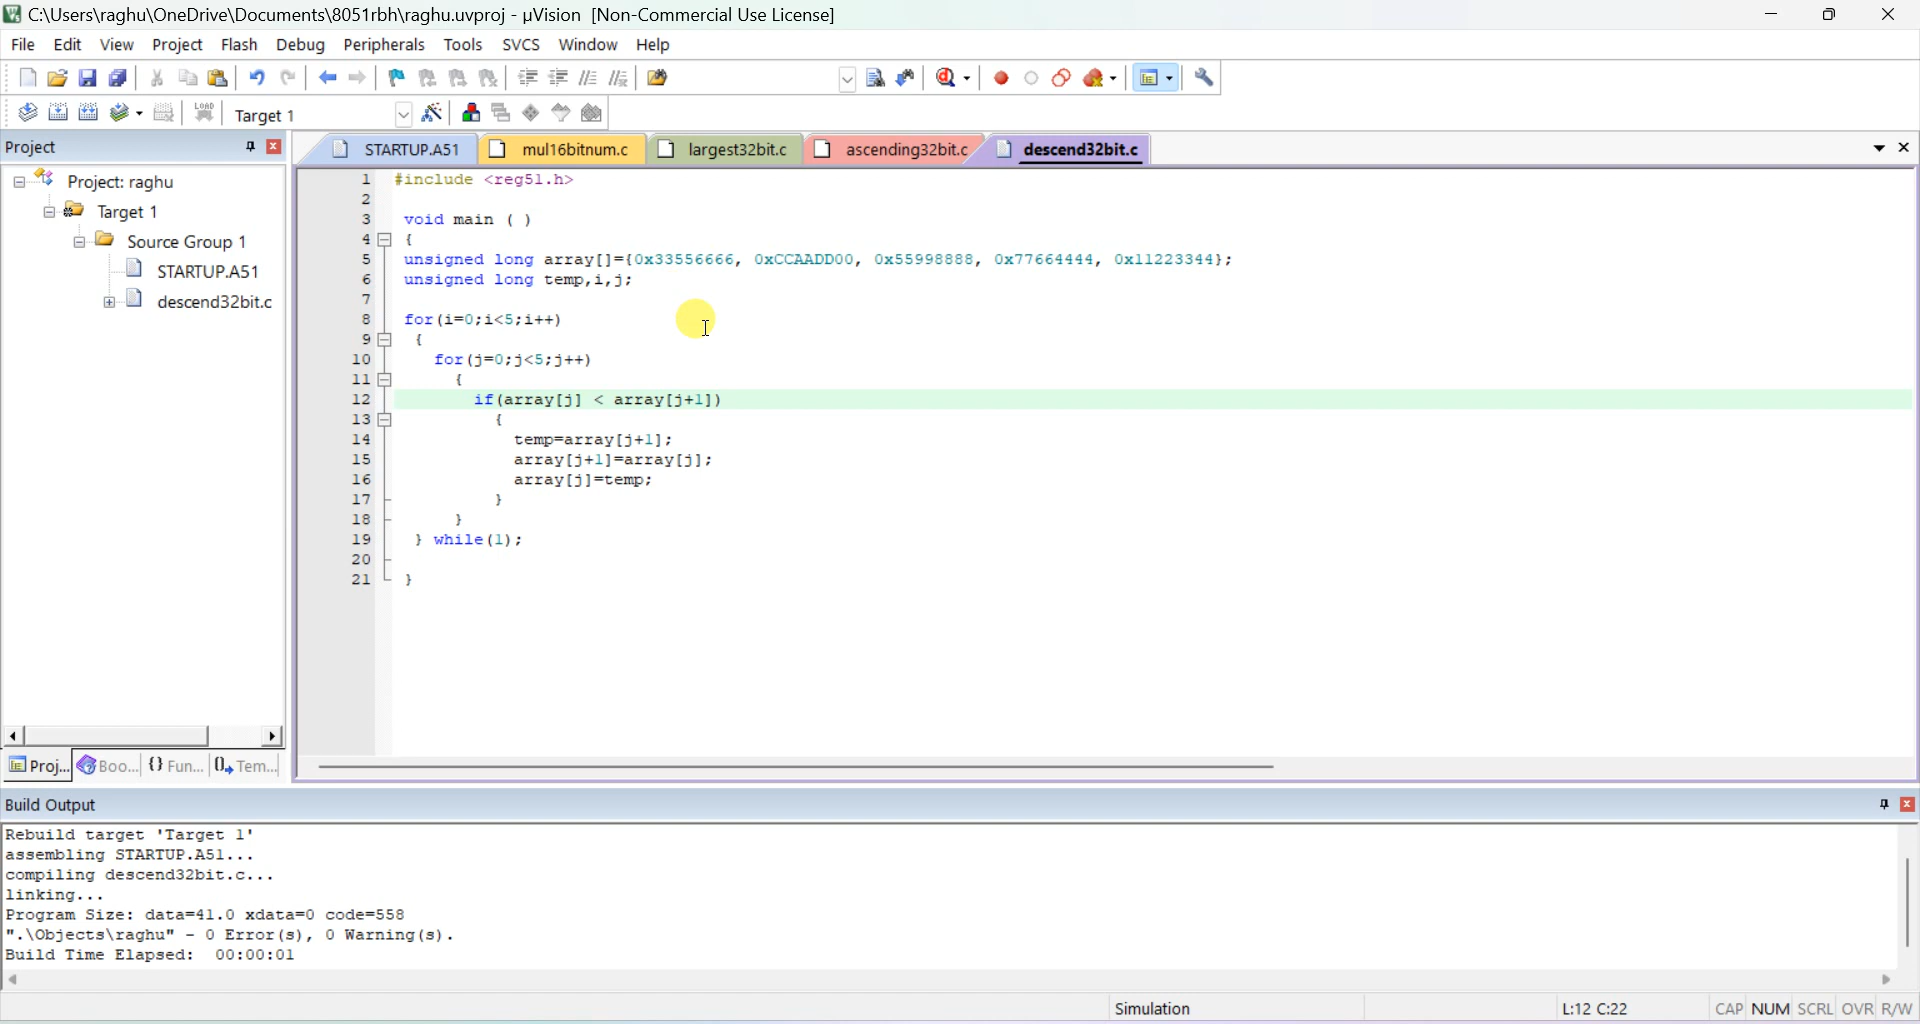 C:\Users\raghu\OneDrive\Documents\8051rbh\raghu.uvproj - µVision [Non-Commercial Use License]
File Edit View Project Flash Debug Peripherals Tools SVCS Window Help
LOAD Target 1
Project
Project: raghu
Target 1
Source Group 1
STARTUP.A51
descend32bit.c
Proj... Boo... {} Fun... Tem...
STARTUP.A51 mul16bitnum.c largest32bit.c ascending32bit.c descend32bit.c
1 #include <reg51.h>
2
3 void main ( )
4 {
5 unsigned long array[]={0x33556666, 0xCCAADD00, 0x55998888, 0x77664444, 0x11223344};
6 unsigned long temp,i,j;
7
8 for(i=0;i<5;i++)
9 {
10 for(j=0;j<5;j++)
11 {
12 if(array[j] < array[j+1])
13 {
14 temp=array[j+1];
15 array[j+1]=array[j];
16 array[j]=temp;
17 }
18 }
19 } while(1);
20
21 }
Build Output
Rebuild target 'Target 1'
assembling STARTUP.A51...
compiling descend32bit.c...
linking...
Program Size: data=41.0 xdata=0 code=558
".\Objects\raghu" - 0 Error(s), 0 Warning(s).
Build Time Elapsed: 00:00:01
Simulation L:12 C:22 CAP NUM SCRL OVR R/W